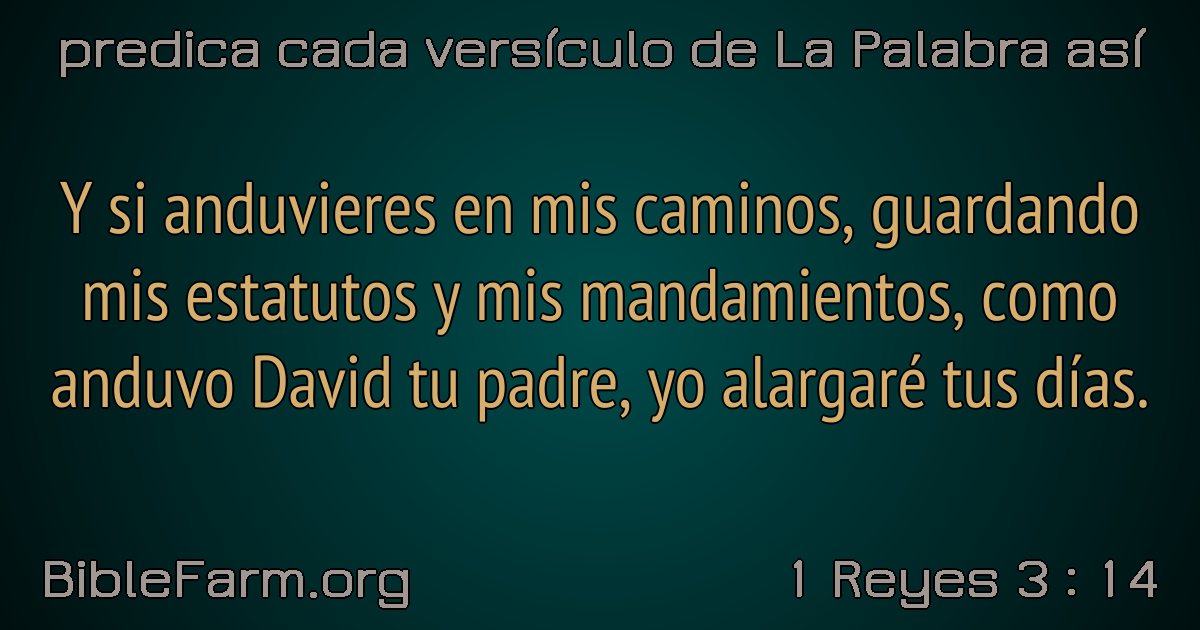 predica cada versículo de La Palabra así
Y si anduvieres en mis caminos, guardando
mis estatutos y mis mandamientos, como
anduvo David tu padre, yo alargaré tus días.
BibleFarm.org
1 Reyes 3 : 14